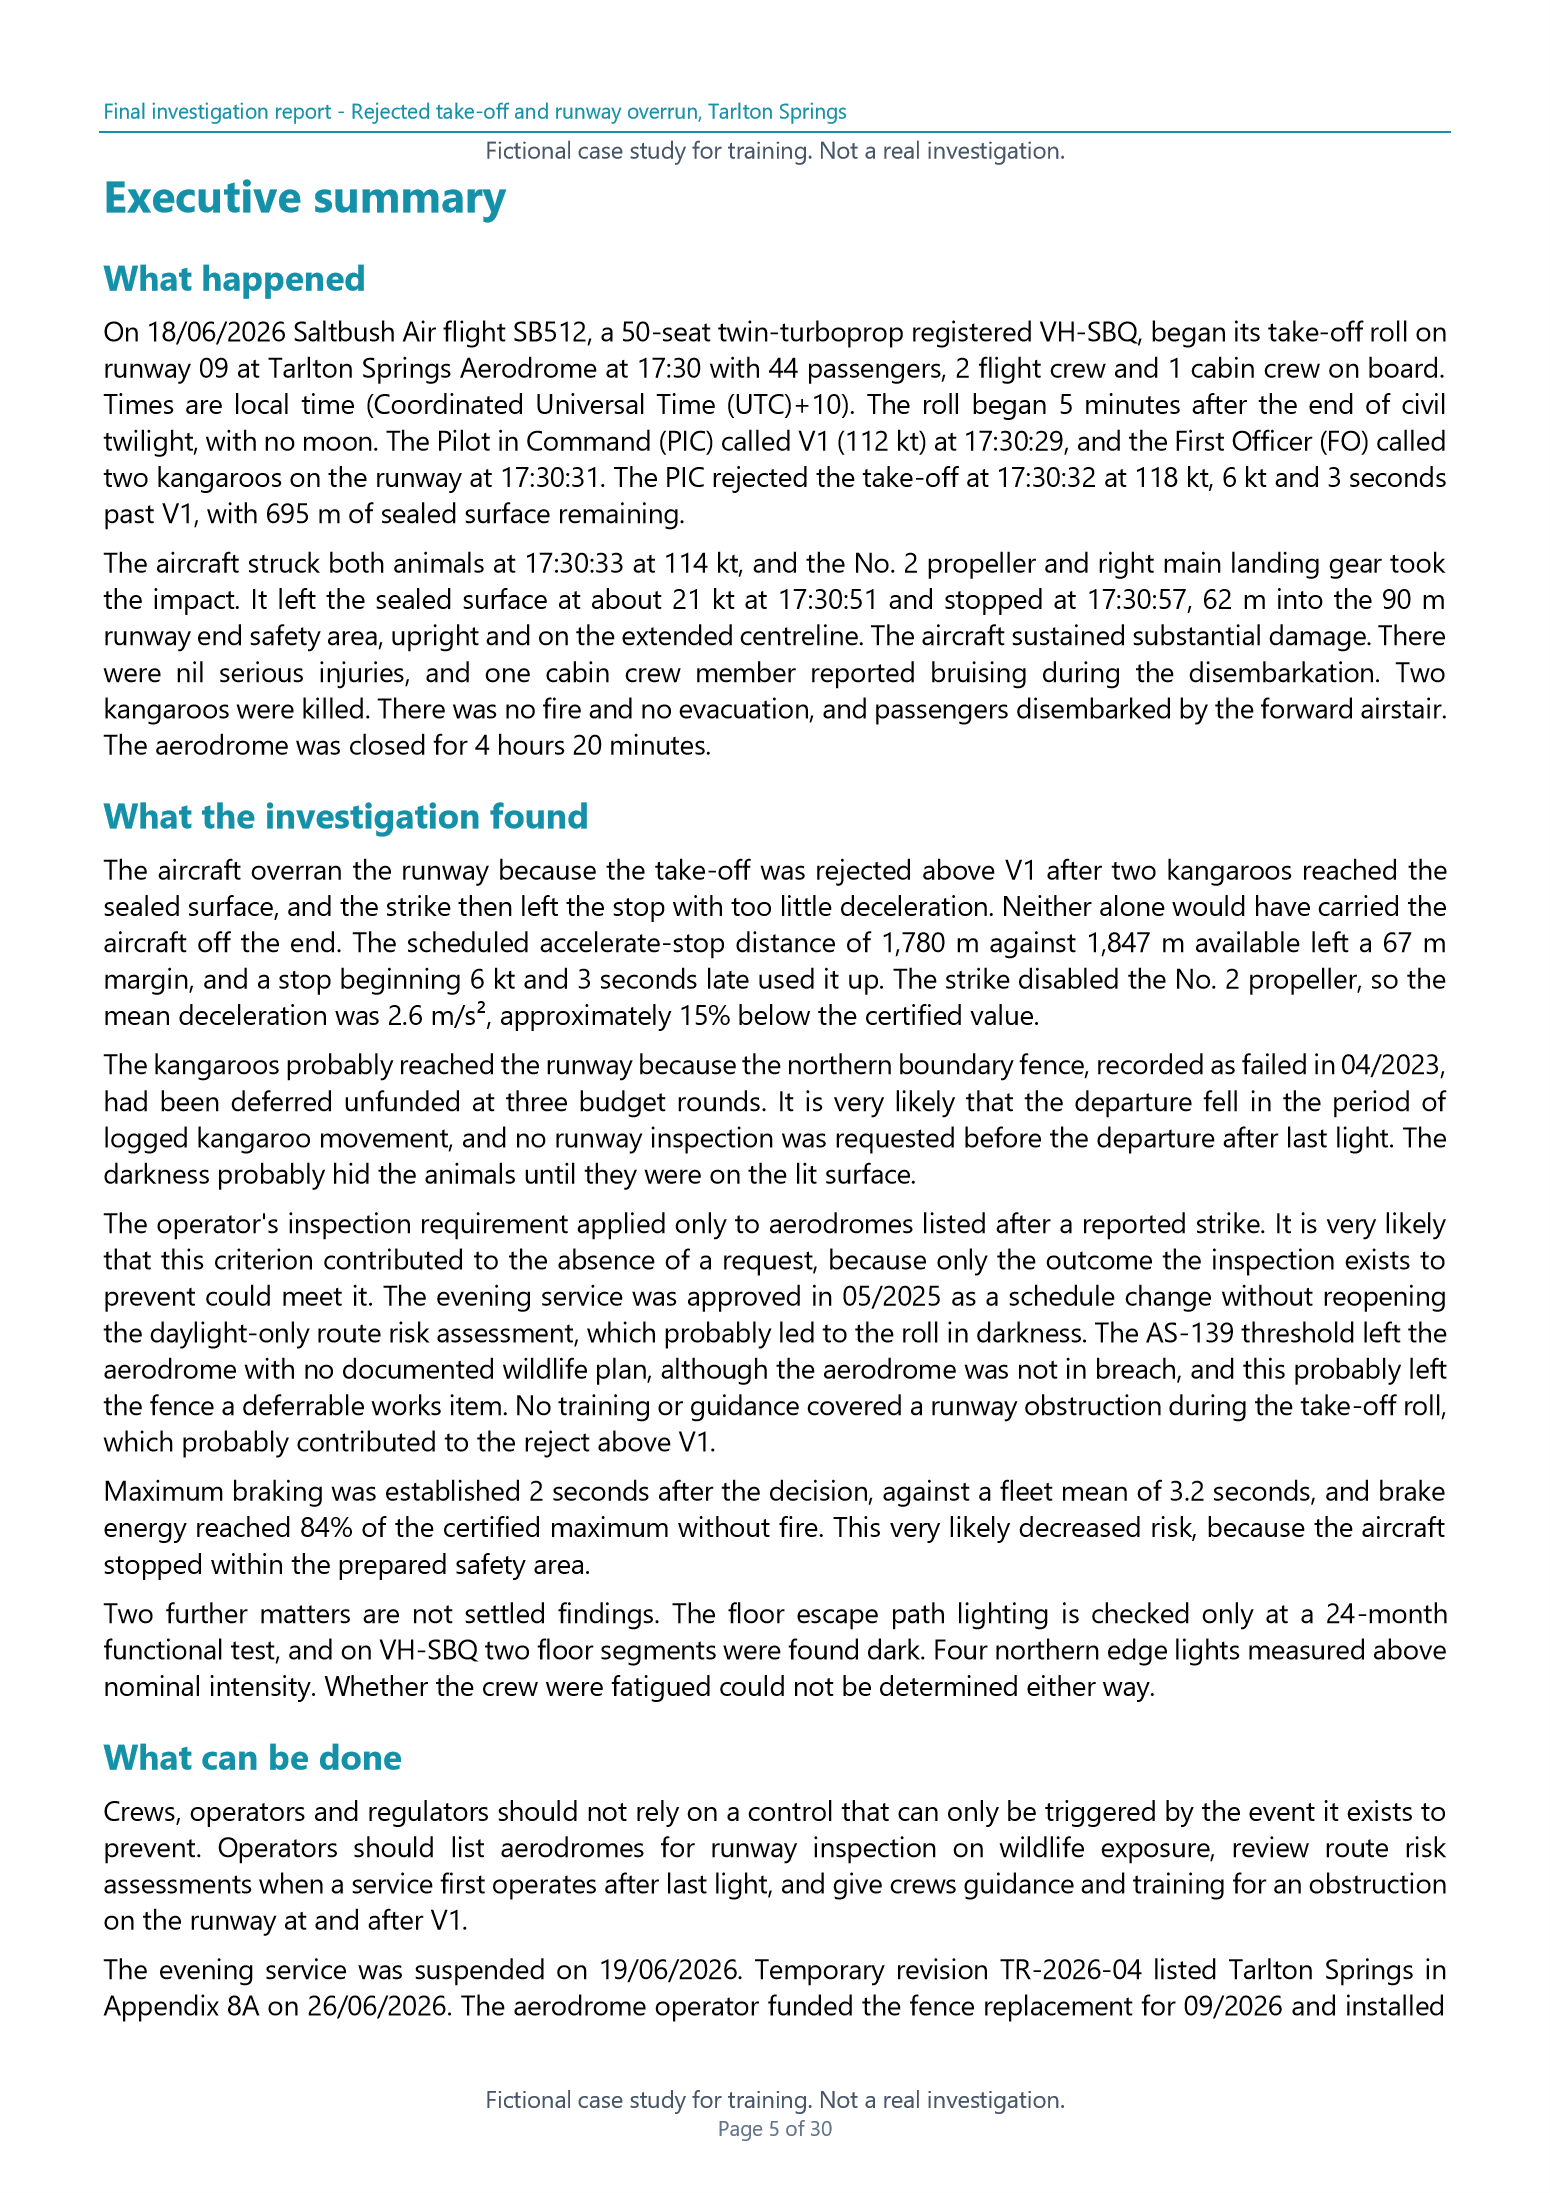 Final investigation report - Rejected take-off and runway overrun, Tarlton Springs
Fictional case study for training. Not a real investigation.
Executive summary
What happened
On 18/06/2026 Saltbush Air flight SB512, a 50-seat twin-turboprop registered VH-SBQ, began its take-off roll on
runway 09 at Tarlton Springs Aerodrome at 17:30 with 44 passengers, 2 flight crew and 1 cabin crew on board.
Times are local time (Coordinated Universal Time (UTC)+10). The roll began 5 minutes after the end of civil
twilight, with no moon. The Pilot in Command (PIC) called V1 (112 kt) at 17:30:29, and the First Officer (FO) called
two kangaroos on the runway at 17:30:31. The PIC rejected the take-off at 17:30:32 at 118 kt, 6 kt and 3 seconds
past V1, with 695 m of sealed surface remaining.
The aircraft struck both animals at 17:30:33 at 114 kt, and the No. 2 propeller and right main landing gear took
the impact. It left the sealed surface at about 21 kt at 17:30:51 and stopped at 17:30:57, 62 m into the 90 m
runway end safety area, upright and on the extended centreline. The aircraft sustained substantial damage. There
were nil serious injuries, and one cabin crew member reported bruising during the disembarkation. Two
kangaroos were killed. There was no fire and no evacuation, and passengers disembarked by the forward airstair.
The aerodrome was closed for 4 hours 20 minutes.
What the investigation found
The aircraft overran the runway because the take-off was rejected above V1 after two kangaroos reached the
sealed surface, and the strike then left the stop with too little deceleration. Neither alone would have carried the
aircraft off the end. The scheduled accelerate-stop distance of 1,780 m against 1,847 m available left a 67 m
margin, and a stop beginning 6 kt and 3 seconds late used it up. The strike disabled the No. 2 propeller, so the
mean deceleration was 2.6 m/s², approximately 15% below the certified value.
The kangaroos probably reached the runway because the northern boundary fence, recorded as failed in 04/2023,
had been deferred unfunded at three budget rounds. It is very likely that the departure fell in the period of
logged kangaroo movement, and no runway inspection was requested before the departure after last light. The
darkness probably hid the animals until they were on the lit surface.
The operator's inspection requirement applied only to aerodromes listed after a reported strike. It is very likely
that this criterion contributed to the absence of a request, because only the outcome the inspection exists to
prevent could meet it. The evening service was approved in 05/2025 as a schedule change without reopening
the daylight-only route risk assessment, which probably led to the roll in darkness. The AS-139 threshold left the
aerodrome with no documented wildlife plan, although the aerodrome was not in breach, and this probably left
the fence a deferrable works item. No training or guidance covered a runway obstruction during the take-off roll,
which probably contributed to the reject above V1.
Maximum braking was established 2 seconds after the decision, against a fleet mean of 3.2 seconds, and brake
energy reached 84% of the certified maximum without fire. This very likely decreased risk, because the aircraft
stopped within the prepared safety area.
Two further matters are not settled findings. The floor escape path lighting is checked only at a 24-month
functional test, and on VH-SBQ two floor segments were found dark. Four northern edge lights measured above
nominal intensity. Whether the crew were fatigued could not be determined either way.
What can be done
Crews, operators and regulators should not rely on a control that can only be triggered by the event it exists to
prevent. Operators should list aerodromes for runway inspection on wildlife exposure, review route risk
assessments when a service first operates after last light, and give crews guidance and training for an obstruction
on the runway at and after V1.
The evening service was suspended on 19/06/2026. Temporary revision TR-2026-04 listed Tarlton Springs in
Appendix 8A on 26/06/2026. The aerodrome operator funded the fence replacement for 09/2026 and installed
Fictional case study for training. Not a real investigation.
Page 5 of 30